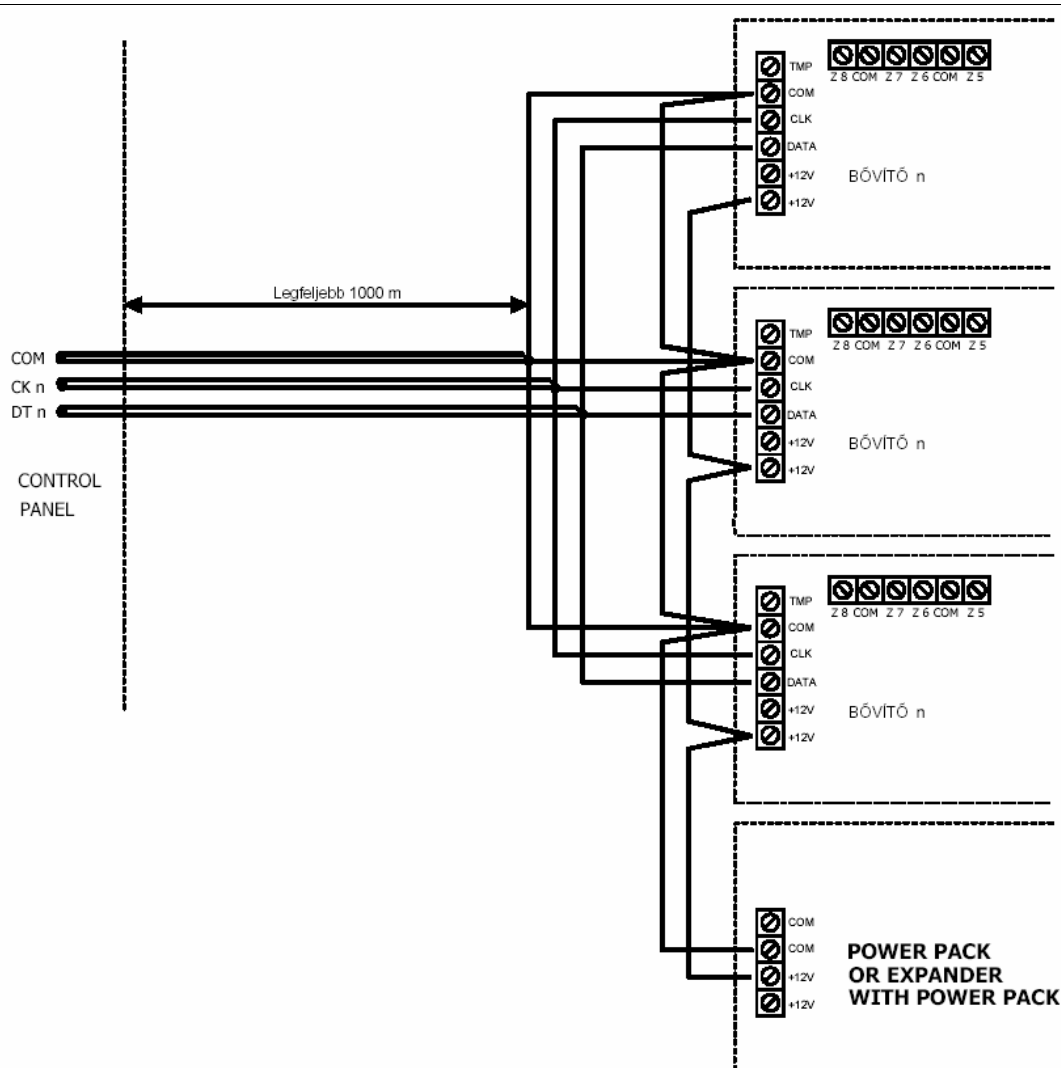 TMP
COM
CLK
DATA
+12V
+12V
Z 8 COM Z 7 Z 6 COM Z 5
BŐVÍTŐ n
Legfeljebb 1000 m
COM
CK n
DT n
CONTROL
PANEL
TMP
COM
CLK
DATA
+12V
+12V
Z 8 COM Z 7 Z 6 COM Z 5
BŐVÍTŐ n
TMP
COM
CLK
DATA
+12V
+12V
Z 8 COM Z 7 Z 6 COM Z 5
BŐVÍTŐ n
COM
COM
+12V
+12V
POWER PACK
OR EXPANDER
WITH POWER PACK